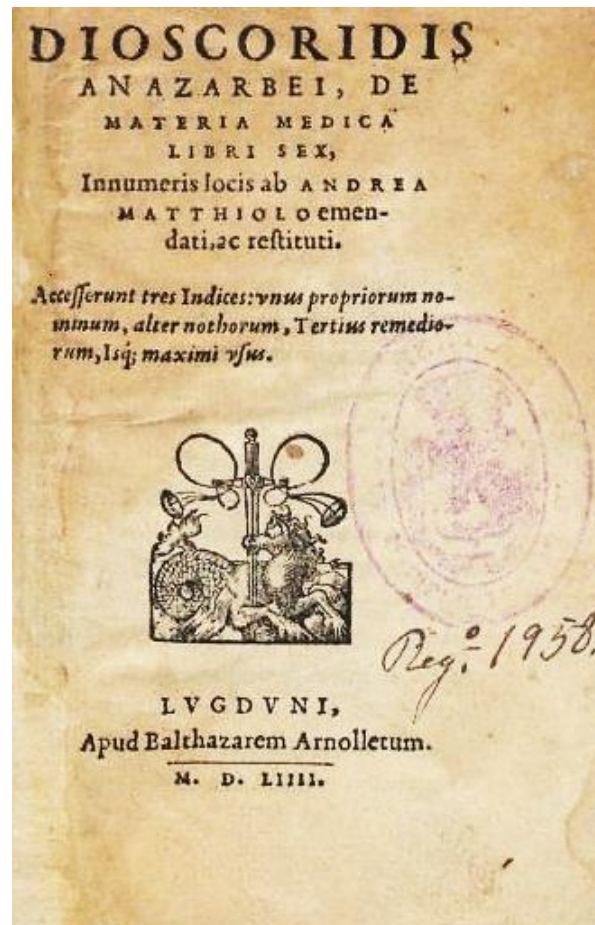 DIOSCORIDIS
ANAZARBEI, DE
MATERIA MEDICA
LIBRI SEX,
Innumeris locis ab ANDREA
MATTHIOLO emen-
dati, ac reſtituti.
Acceſſerunt tres Indices: vnus propriorum no-
minum, alter nothorum, Tertius remedio-
rum, Iſq́; maximi vſus.
Reg.º 1958.
LVGDVNI,
Apud Balthazarem Arnolletum.
M. D. LIIII.